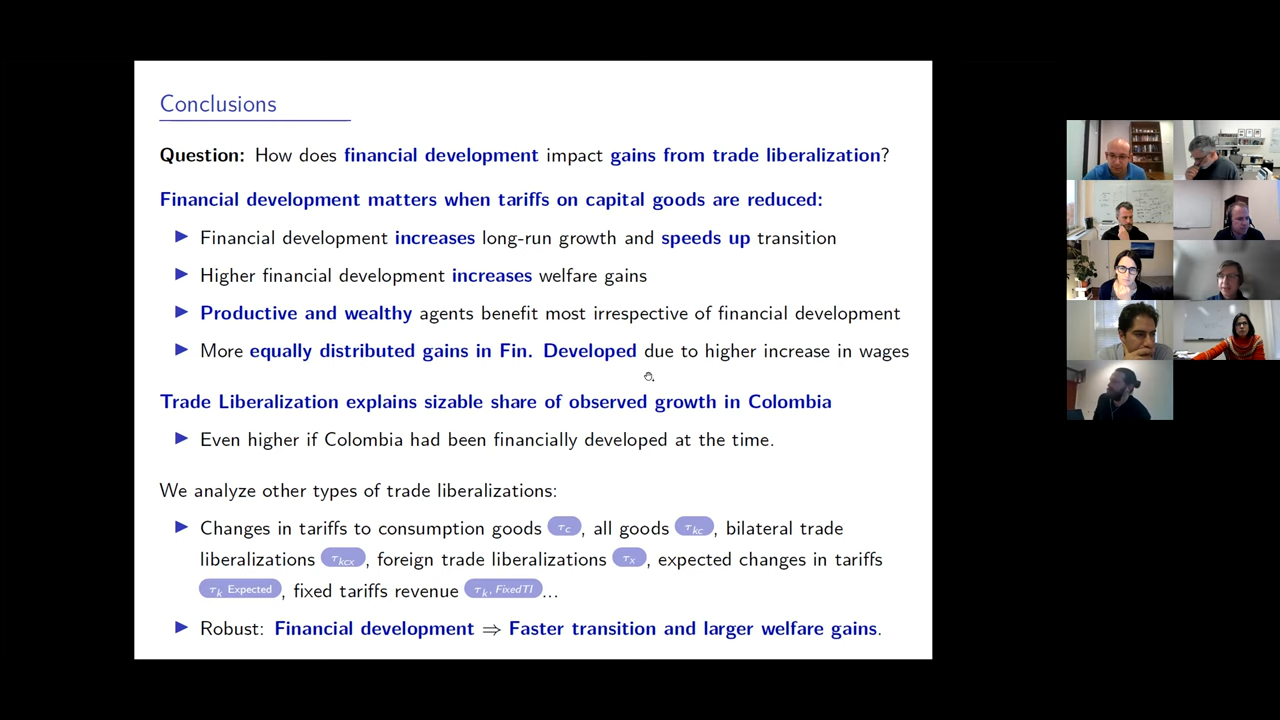 Conclusions
Question: How does financial development impact gains from trade liberalization?
Financial development matters when tariffs on capital goods are reduced:
▶ Financial development increases long-run growth and speeds up transition
▶ Higher financial development increases welfare gains
▶ Productive and wealthy agents benefit most irrespective of financial development
▶ More equally distributed gains in Fin. Developed due to higher increase in wages
Trade Liberalization explains sizable share of observed growth in Colombia
▶ Even higher if Colombia had been financially developed at the time.
We analyze other types of trade liberalizations:
▶ Changes in tariffs to consumption goods τc, all goods τkc, bilateral trade
liberalizations τkcx, foreign trade liberalizations τx, expected changes in tariffs
τk Expected, fixed tariffs revenue τk, FixedTI...
▶ Robust: Financial development ⇒ Faster transition and larger welfare gains.